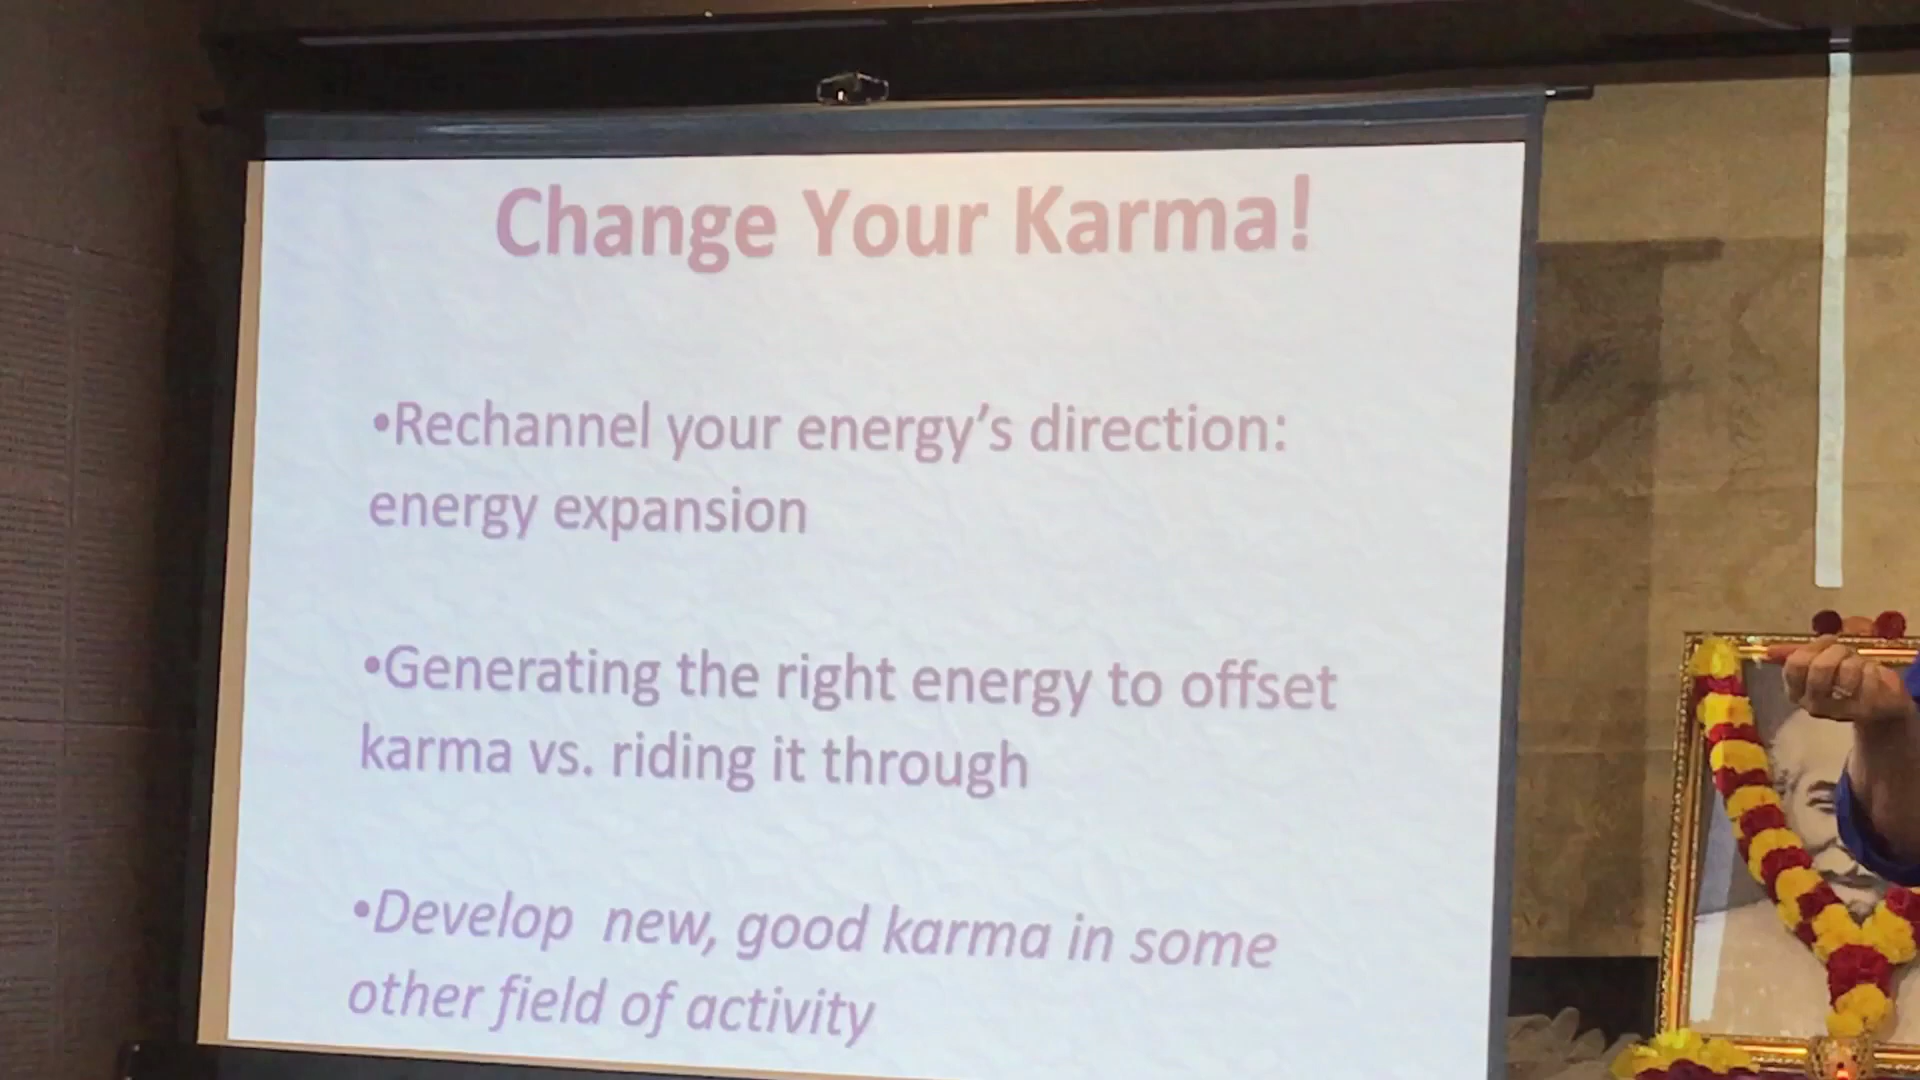 Change Your Karma!
•Rechannel your energy’s direction:
energy expansion
•Generating the right energy to offset
karma vs. riding it through
•Develop new, good karma in some
other field of activity